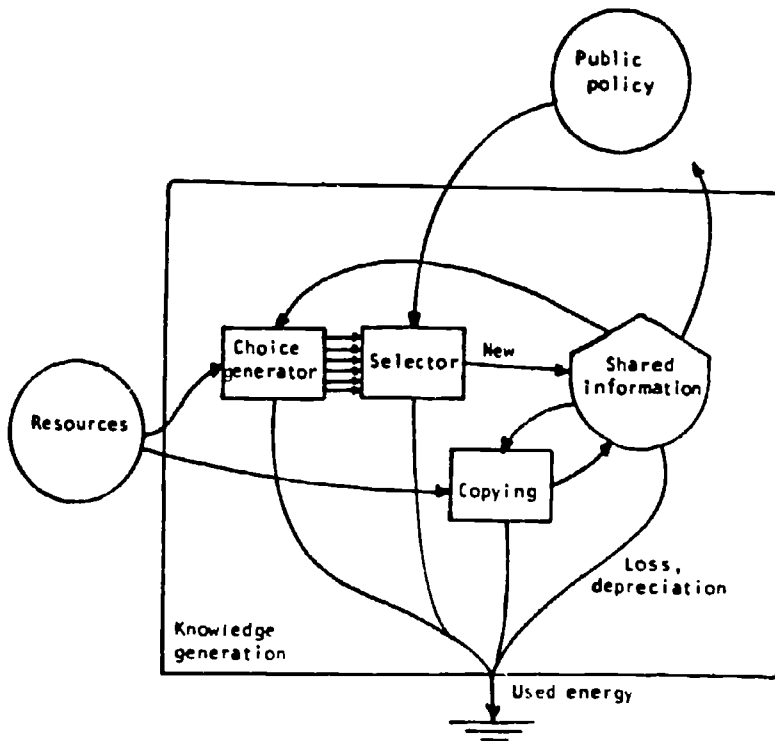 Public
policy
Choice
generator
Selector
New
Shared
information
Resources
Copying
Loss,
depreciation
Knowledge
generation
Used energy